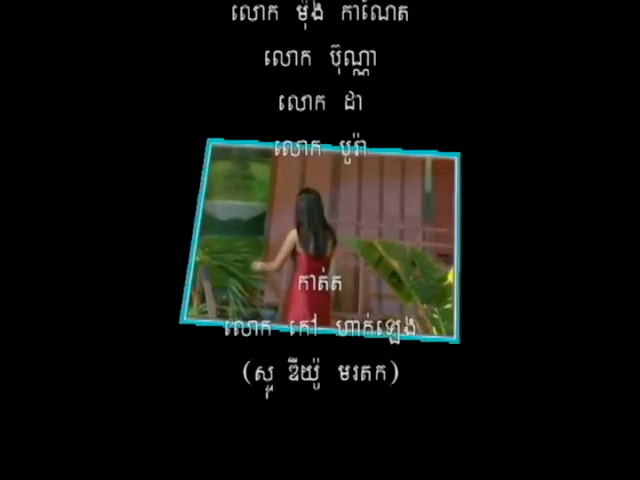 លោក ម៉ុង កាណែត
លោក ប៊ុណ្ណា
លោក ដា
លោក បូរ៉ា
កាត់ត
លោក កៅ ហាក់ឡេង
(ស្ទូឌីយ៉ូ មរតក)